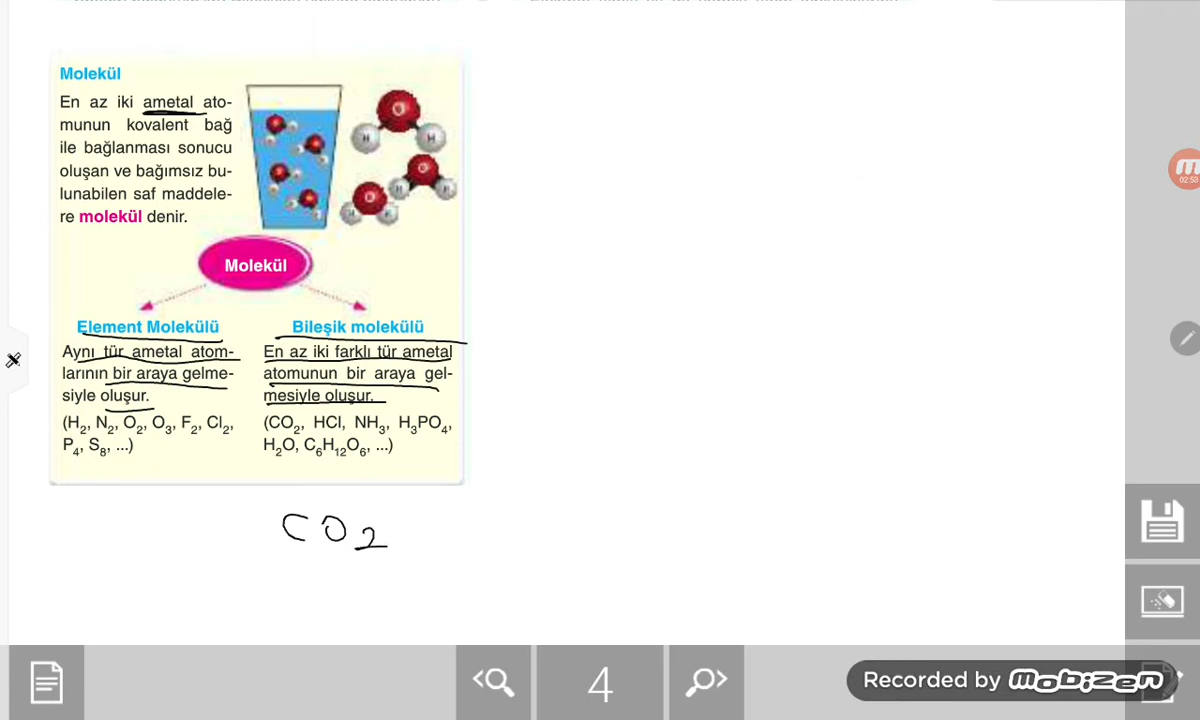 Molekül
En az iki ametal ato-
munun kovalent bağ
ile bağlanması sonucu
oluşan ve bağımsız bu-
lunabilen saf maddele-
re molekül denir.
O
H
H
O
H
H
O
H
H
Molekül
Element Molekülü
Aynı tür ametal atom-
larının bir araya gelme-
siyle oluşur.
(H₂, N₂, O₂, O₃, F₂, Cl₂,
P₄, S₈, ...)
Bileşik molekülü
En az iki farklı tür ametal
atomunun bir araya gel-
mesiyle oluşur.
(CO₂, HCl, NH₃, H₃PO₄,
H₂O, C₆H₁₂O₆, ...)
CO₂
02:53
4
Recorded by mobizen